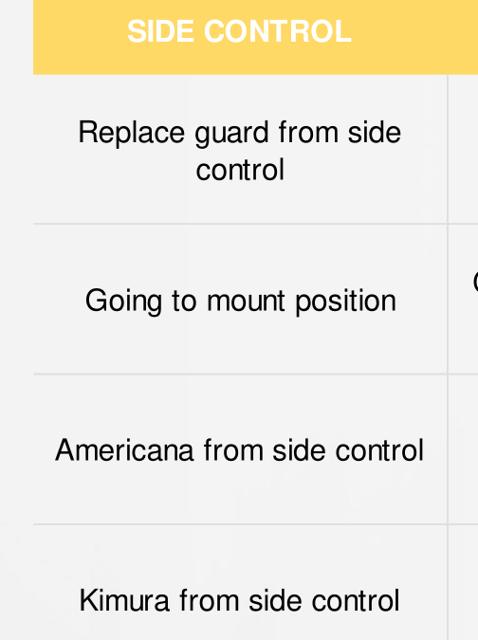 SIDE CONTROL
Replace guard from side
control
Going to mount position
Americana from side control
Kimura from side control